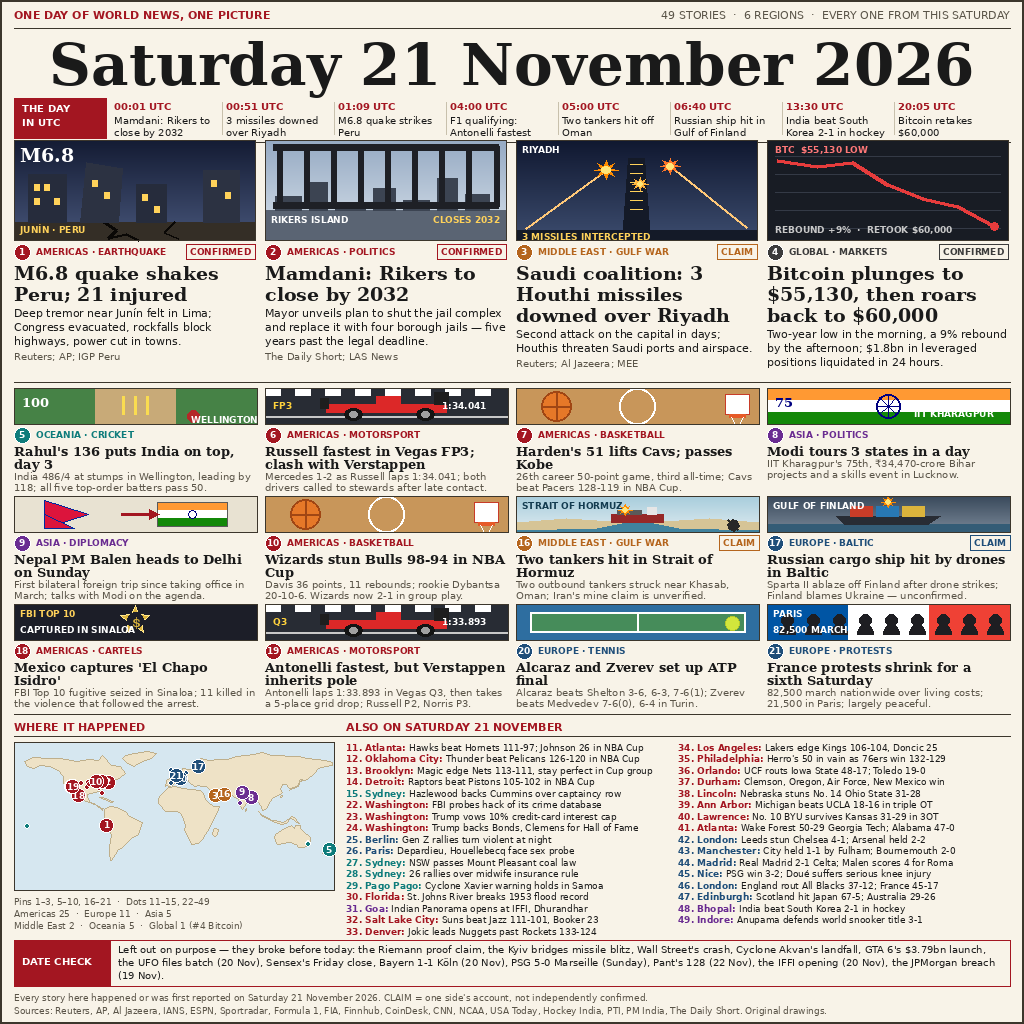 ONE DAY OF WORLD NEWS, ONE PICTURE
49 STORIES · 6 REGIONS · EVERY ONE FROM THIS SATURDAY
Saturday 21 November 2026
THE DAY
IN UTC
00:01 UTC
Mamdani: Rikers to
close by 2032
00:51 UTC
3 missiles downed
over Riyadh
01:09 UTC
M6.8 quake strikes
Peru
04:00 UTC
F1 qualifying:
Antonelli fastest
05:00 UTC
Two tankers hit off
Oman
06:40 UTC
Russian ship hit in
Gulf of Finland
13:30 UTC
India beat South
Korea 2-1 in hockey
20:05 UTC
Bitcoin retakes
$60,000
M6.8
JUNÍN · PERU
1 AMERICAS · EARTHQUAKE CONFIRMED
M6.8 quake shakes
Peru; 21 injured
Deep tremor near Junín felt in Lima;
Congress evacuated, rockfalls block
highways, power cut in towns.
Reuters; AP; IGP Peru
RIKERS ISLAND CLOSES 2032
2 AMERICAS · POLITICS CONFIRMED
Mamdani: Rikers to
close by 2032
Mayor unveils plan to shut the jail complex
and replace it with four borough jails — five
years past the legal deadline.
The Daily Short; LAS News
RIYADH
3 MISSILES INTERCEPTED
3 MIDDLE EAST · GULF WAR CLAIM
Saudi coalition: 3
Houthi missiles
downed over Riyadh
Second attack on the capital in days;
Houthis threaten Saudi ports and airspace.
Reuters; Al Jazeera; MEE
BTC $55,130 LOW
REBOUND +9% · RETOOK $60,000
4 GLOBAL · MARKETS CONFIRMED
Bitcoin plunges to
$55,130, then roars
back to $60,000
Two-year low in the morning, a 9% rebound
by the afternoon; $1.8bn in leveraged
positions liquidated in 24 hours.
100
WELLINGTON
5 OCEANIA · CRICKET
Rahul's 136 puts India on top,
day 3
India 486/4 at stumps in Wellington, leading by
118; all five top-order batters pass 50.
FP3 1:34.041
6 AMERICAS · MOTORSPORT
Russell fastest in Vegas FP3;
clash with Verstappen
Mercedes 1-2 as Russell laps 1:34.041; both
drivers called to stewards after late contact.
7 AMERICAS · BASKETBALL
Harden's 51 lifts Cavs; passes
Kobe
26th career 50-point game, third all-time; Cavs
beat Pacers 128-119 in NBA Cup.
75
IIT KHARAGPUR
8 ASIA · POLITICS
Modi tours 3 states in a day
IIT Kharagpur's 75th, ₹34,470-crore Bihar
projects and a skills event in Lucknow.
9 ASIA · DIPLOMACY
Nepal PM Balen heads to Delhi
on Sunday
First bilateral foreign trip since taking office in
March; talks with Modi on the agenda.
10 AMERICAS · BASKETBALL
Wizards stun Bulls 98-94 in NBA
Cup
Davis 36 points, 11 rebounds; rookie Dybantsa
20-10-6. Wizards now 2-1 in group play.
STRAIT OF HORMUZ
16 MIDDLE EAST · GULF WAR CLAIM
Two tankers hit in Strait of
Hormuz
Two outbound tankers struck near Khasab,
Oman; Iran's mine claim is unverified.
GULF OF FINLAND
17 EUROPE · BALTIC CLAIM
Russian cargo ship hit by drones
in Baltic
Sparta II ablaze off Finland after drone strikes;
Finland blames Ukraine — unconfirmed.
FBI TOP 10
$
CAPTURED IN SINALOA
18 AMERICAS · CARTELS
Mexico captures 'El Chapo
Isidro'
FBI Top 10 fugitive seized in Sinaloa; 11 killed in
the violence that followed the arrest.
Q3 1:33.893
19 AMERICAS · MOTORSPORT
Antonelli fastest, but Verstappen
inherits pole
Antonelli laps 1:33.893 in Vegas Q3, then takes
a 5-place grid drop; Russell P2, Norris P3.
20 EUROPE · TENNIS
Alcaraz and Zverev set up ATP
final
Alcaraz beats Shelton 3-6, 6-3, 7-6(1); Zverev
beats Medvedev 7-6(0), 6-4 in Turin.
PARIS
82,500 MARCH
21 EUROPE · PROTESTS
France protests shrink for a
sixth Saturday
82,500 march nationwide over living costs;
21,500 in Paris; largely peaceful.
WHERE IT HAPPENED
19 18 10 1 21 17 3 16 9 8 5
Pins 1–3, 5–10, 16–21 · Dots 11–15, 22–49
Americas 25 · Europe 11 · Asia 5
Middle East 2 · Oceania 5 · Global 1 (#4 Bitcoin)
ALSO ON SATURDAY 21 NOVEMBER
11. Atlanta: Hawks beat Hornets 111-97; Johnson 26 in NBA Cup
12. Oklahoma City: Thunder beat Pelicans 126-120 in NBA Cup
13. Brooklyn: Magic edge Nets 113-111, stay perfect in Cup group
14. Detroit: Raptors beat Pistons 105-102 in NBA Cup
15. Sydney: Hazlewood backs Cummins over captaincy row
22. Washington: FBI probes hack of its crime database
23. Washington: Trump vows 10% credit-card interest cap
24. Washington: Trump backs Bonds, Clemens for Hall of Fame
25. Berlin: Gen Z rallies turn violent at night
26. Paris: Depardieu, Houellebecq face sex probe
27. Sydney: NSW passes Mount Pleasant coal law
28. Sydney: 26 rallies over midwife insurance rule
29. Pago Pago: Cyclone Xavier warning holds in Samoa
30. Florida: St. Johns River breaks 1953 flood record
31. Goa: Indian Panorama opens at IFFI, Dhurandhar
32. Salt Lake City: Suns beat Jazz 111-101, Booker 23
33. Denver: Jokic leads Nuggets past Rockets 133-124
34. Los Angeles: Lakers edge Kings 106-104, Doncic 25
35. Philadelphia: Herro's 50 in vain as 76ers win 132-129
36. Orlando: UCF routs Iowa State 48-17; Toledo 19-0
37. Durham: Clemson, Oregon, Air Force, New Mexico win
38. Lincoln: Nebraska stuns No. 14 Ohio State 31-28
39. Ann Arbor: Michigan beats UCLA 18-16 in triple OT
40. Lawrence: No. 10 BYU survives Kansas 31-29 in 3OT
41. Atlanta: Wake Forest 50-29 Georgia Tech; Alabama 47-0
42. London: Leeds stun Chelsea 4-1; Arsenal held 2-2
43. Manchester: City held 1-1 by Fulham; Bournemouth 2-0
44. Madrid: Real Madrid 2-1 Celta; Malen scores 4 for Roma
45. Nice: PSG win 3-2; Doué suffers serious knee injury
46. London: England rout All Blacks 37-12; France 45-17
47. Edinburgh: Scotland hit Japan 67-5; Australia 29-26
48. Bhopal: India beat South Korea 2-1 in hockey
49. Indore: Anupama defends world snooker title 3-1
DATE CHECK
Left out on purpose — they broke before today: the Riemann proof claim, the Kyiv bridges missile blitz, Wall Street's crash, Cyclone Akvan's landfall, GTA 6's $3.79bn launch,
the UFO files batch (20 Nov), Sensex's Friday close, Bayern 1-1 Köln (20 Nov), PSG 5-0 Marseille (Sunday), Pant's 128 (22 Nov), the IFFI opening (20 Nov), the JPMorgan breach
(19 Nov).
Every story here happened or was first reported on Saturday 21 November 2026. CLAIM = one side's account, not independently confirmed.
Sources: Reuters, AP, Al Jazeera, IANS, ESPN, Sportradar, Formula 1, FIA, Finnhub, CoinDesk, CNN, NCAA, USA Today, Hockey India, PTI, PM India, The Daily Short. Original drawings.